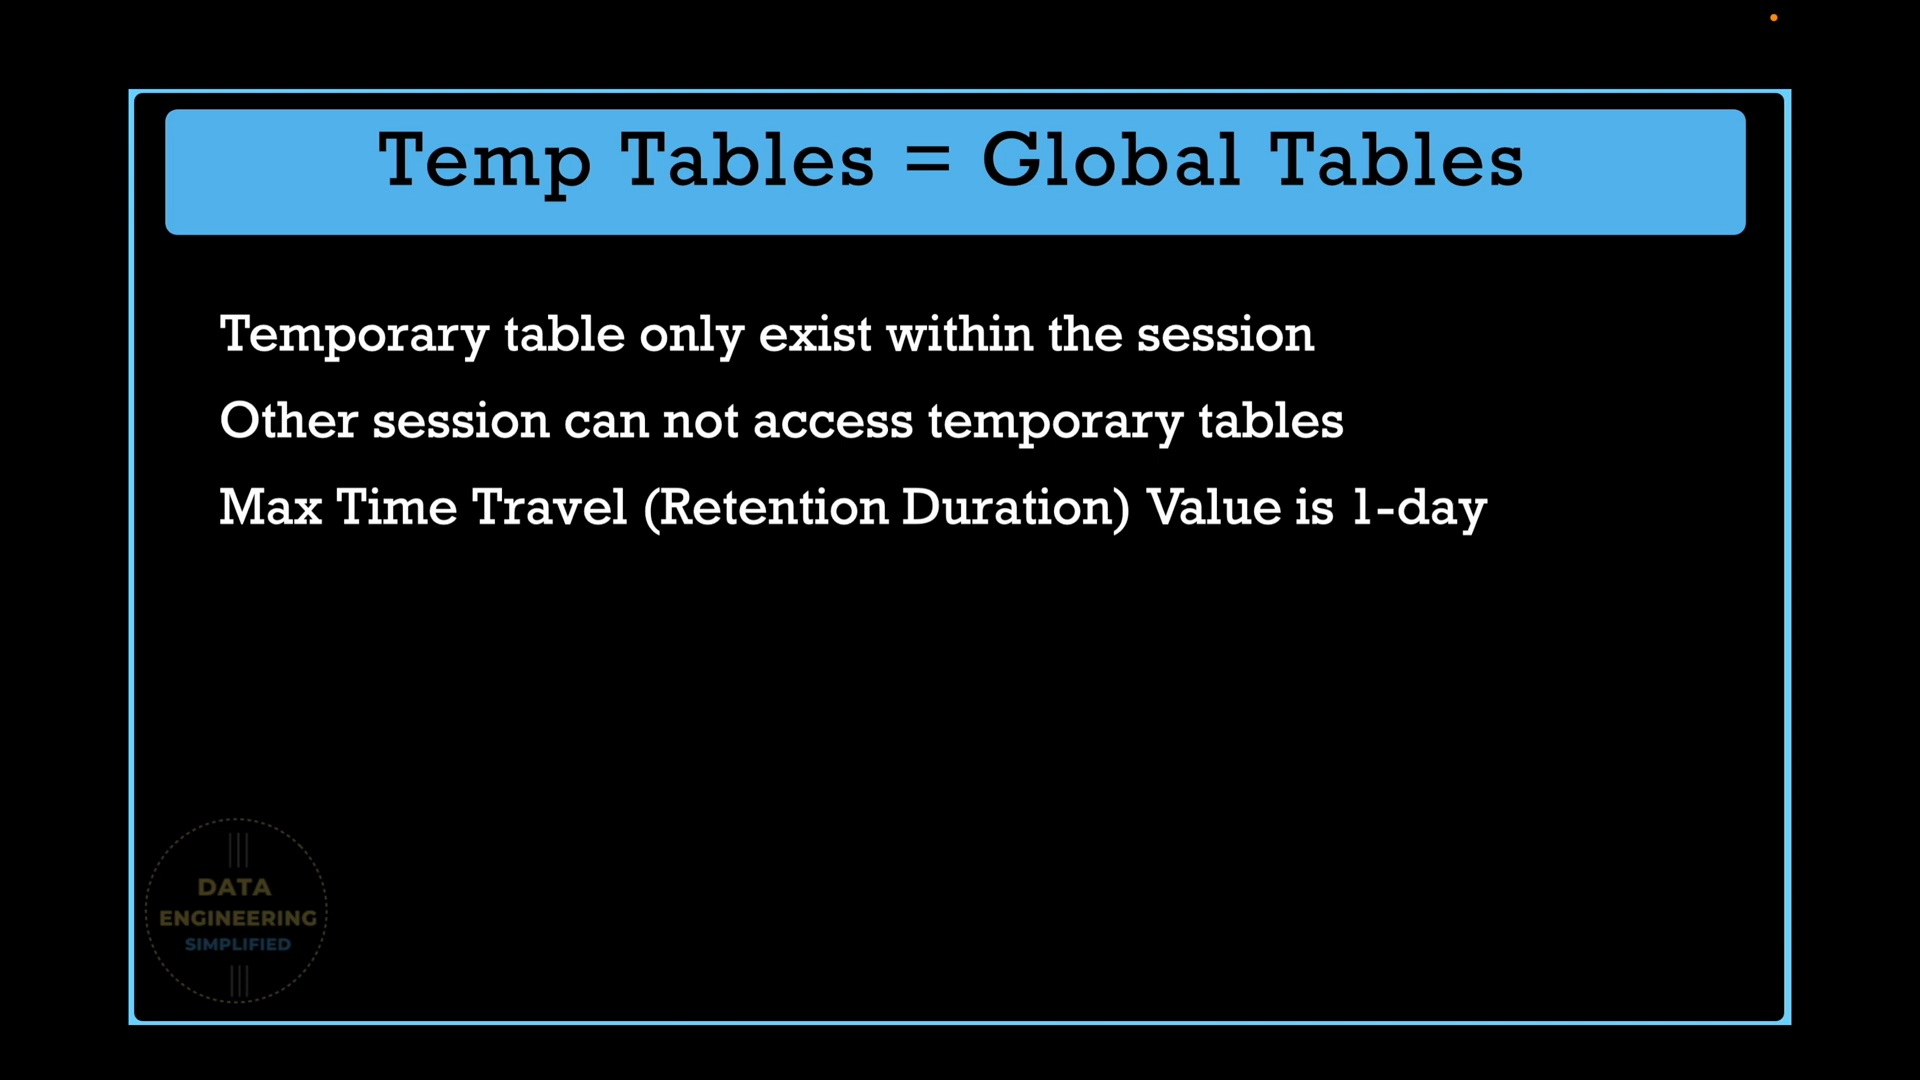 Temp Tables = Global Tables
Temporary table only exist within the session
Other session can not access temporary tables
Max Time Travel (Retention Duration) Value is 1-day
DATA
ENGINEERING
SIMPLIFIED